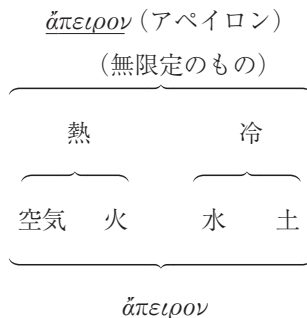 ἄπειρον (アペイロン)
(無限定のもの)
熱 冷
空気 火 水 土
ἄπειρον